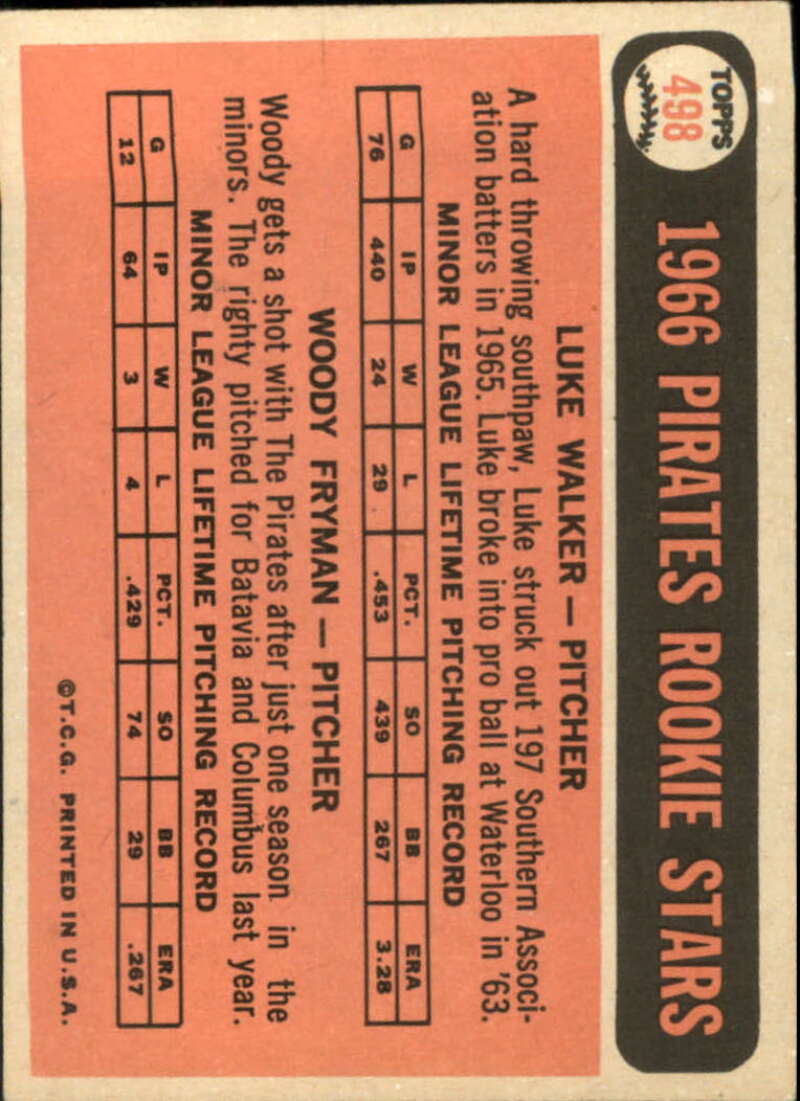 TOPPS
498
1966 PIRATES ROOKIE STARS
LUKE WALKER — PITCHER
A hard throwing southpaw, Luke struck out 197 Southern Associ-
ation batters in 1965. Luke broke into pro ball at Waterloo in '63.
MINOR LEAGUE LIFETIME PITCHING RECORD
G IP W L PCT. SO BB ERA
76 440 24 29 .453 439 267 3.28
WOODY FRYMAN — PITCHER
Woody gets a shot with The Pirates after just one season in the
minors. The righty pitched for Batavia and Columbus last year.
MINOR LEAGUE LIFETIME PITCHING RECORD
G IP W L PCT. SO BB ERA
12 64 3 4 .429 74 29 .267
©T.C.G. PRINTED IN U.S.A.